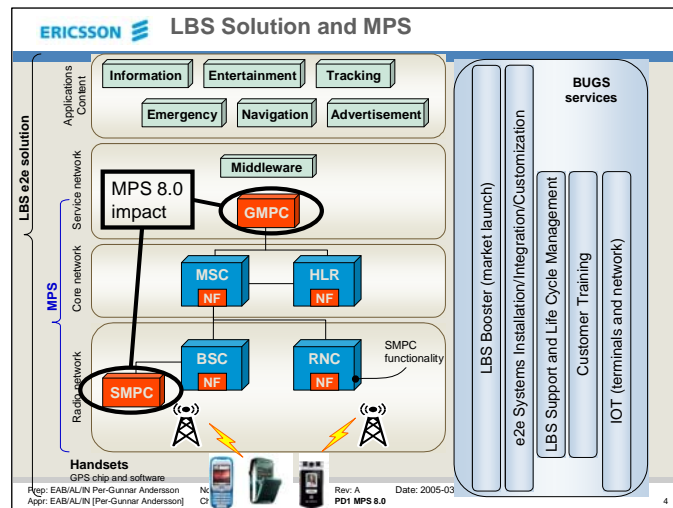 ERICSSON
LBS Solution and MPS
LBS e2e solution
MPS
Applications
Content
Information
Entertainment
Tracking
Emergency
Navigation
Advertisement
Service network
Middleware
MPS 8.0
impact
GMPC
Core network
MSC
NF
HLR
NF
Radio network
BSC
NF
RNC
NF
SMPC
functionality
SMPC
Handsets
GPS chip and software
BUGS
services
LBS Booster (market launch)
e2e Systems Installation/Integration/Customization)
LBS Support and Life Cycle Management
Customer Training
IOT (terminals and network)
Prep: EAB/AL/IN Per-Gunnar Andersson
Appr: EAB/AL/IN [Per-Gunnar Andersson]
Rev: A
Date: 2005-03
PD1 MPS 8.0
4